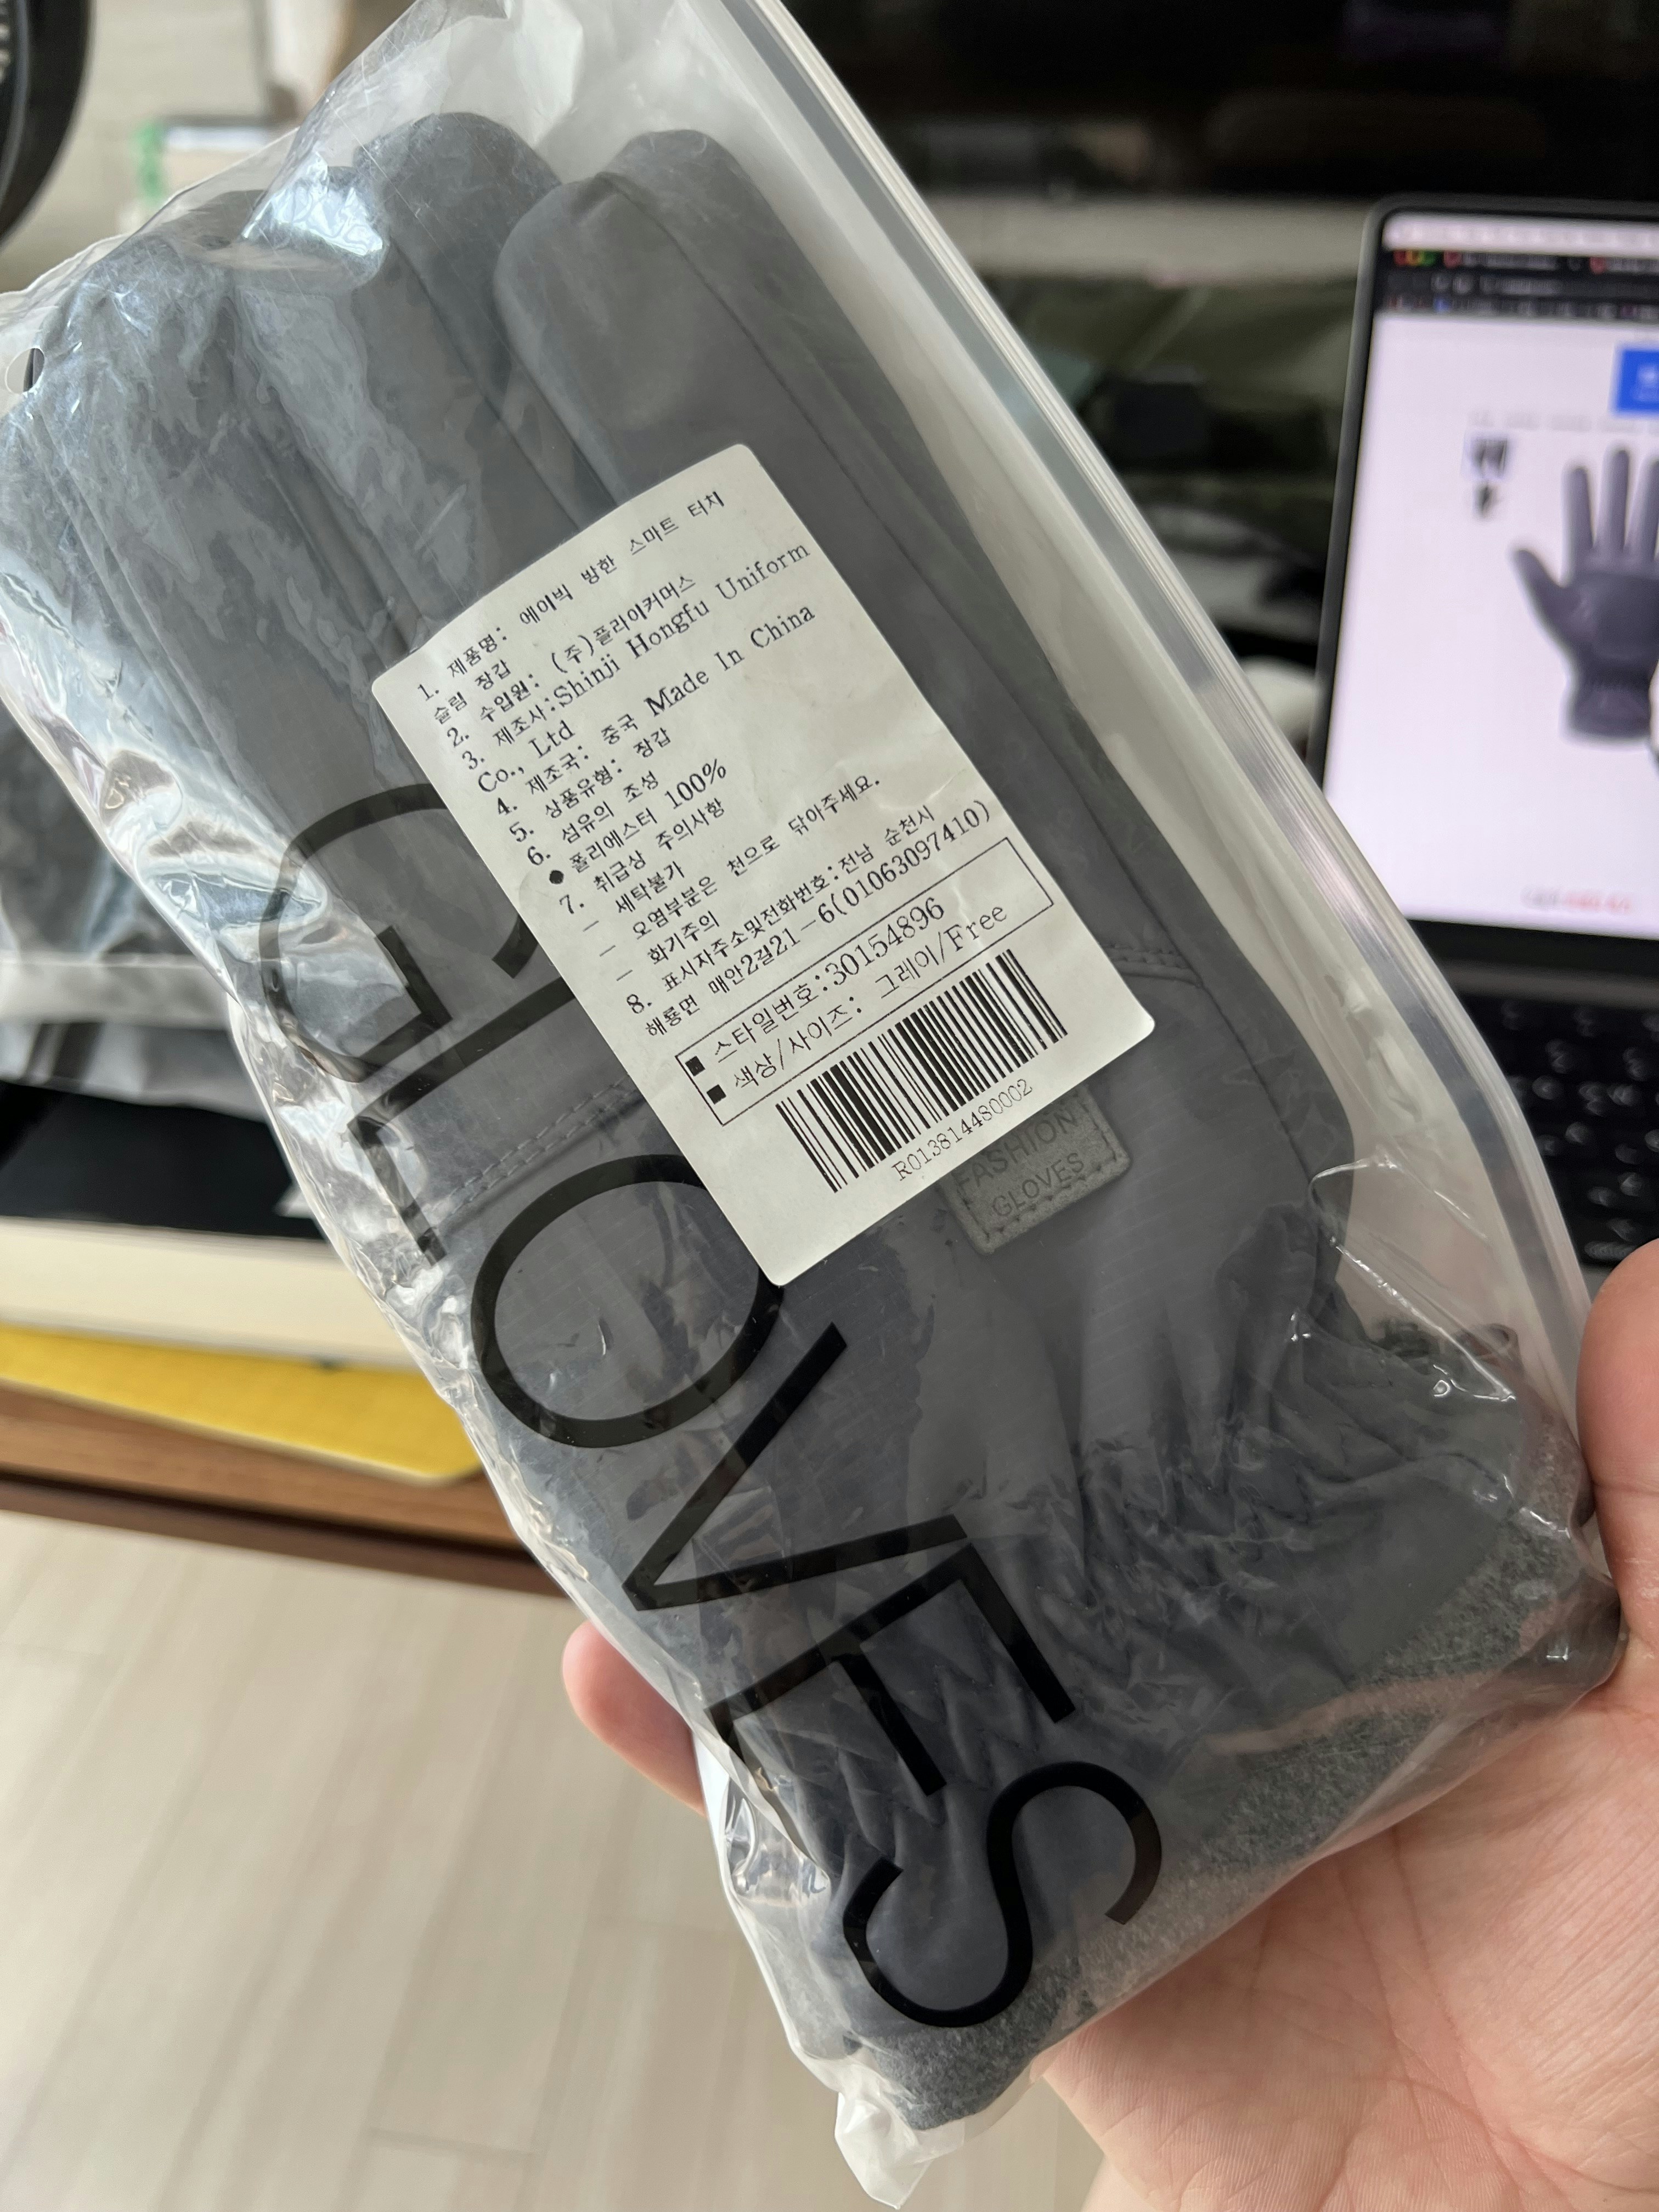 1. 제품명: 에이빅 방한 스마트 터치
슬림 장갑
2. 수입원: (주)플라이커머스
3. 제조사:Shinji Hongfu Uniform
Co., Ltd
4. 제조국: 중국 Made In China
5. 상품유형: 장갑
6. 섬유의 조성
● 폴리에스터 100%
7. 취급상 주의사항
– 세탁불가
– 오염부분은 천으로 닦아주세요.
– 화기주의
8. 표시자주소및전화번호:전남 순천시
해룡면 매안2길21-6(01063097410)
■ 스타일번호:30154896
■ 색상/사이즈: 그레이/Free
R013814480002
FASHION
GLOVES
GLOVES